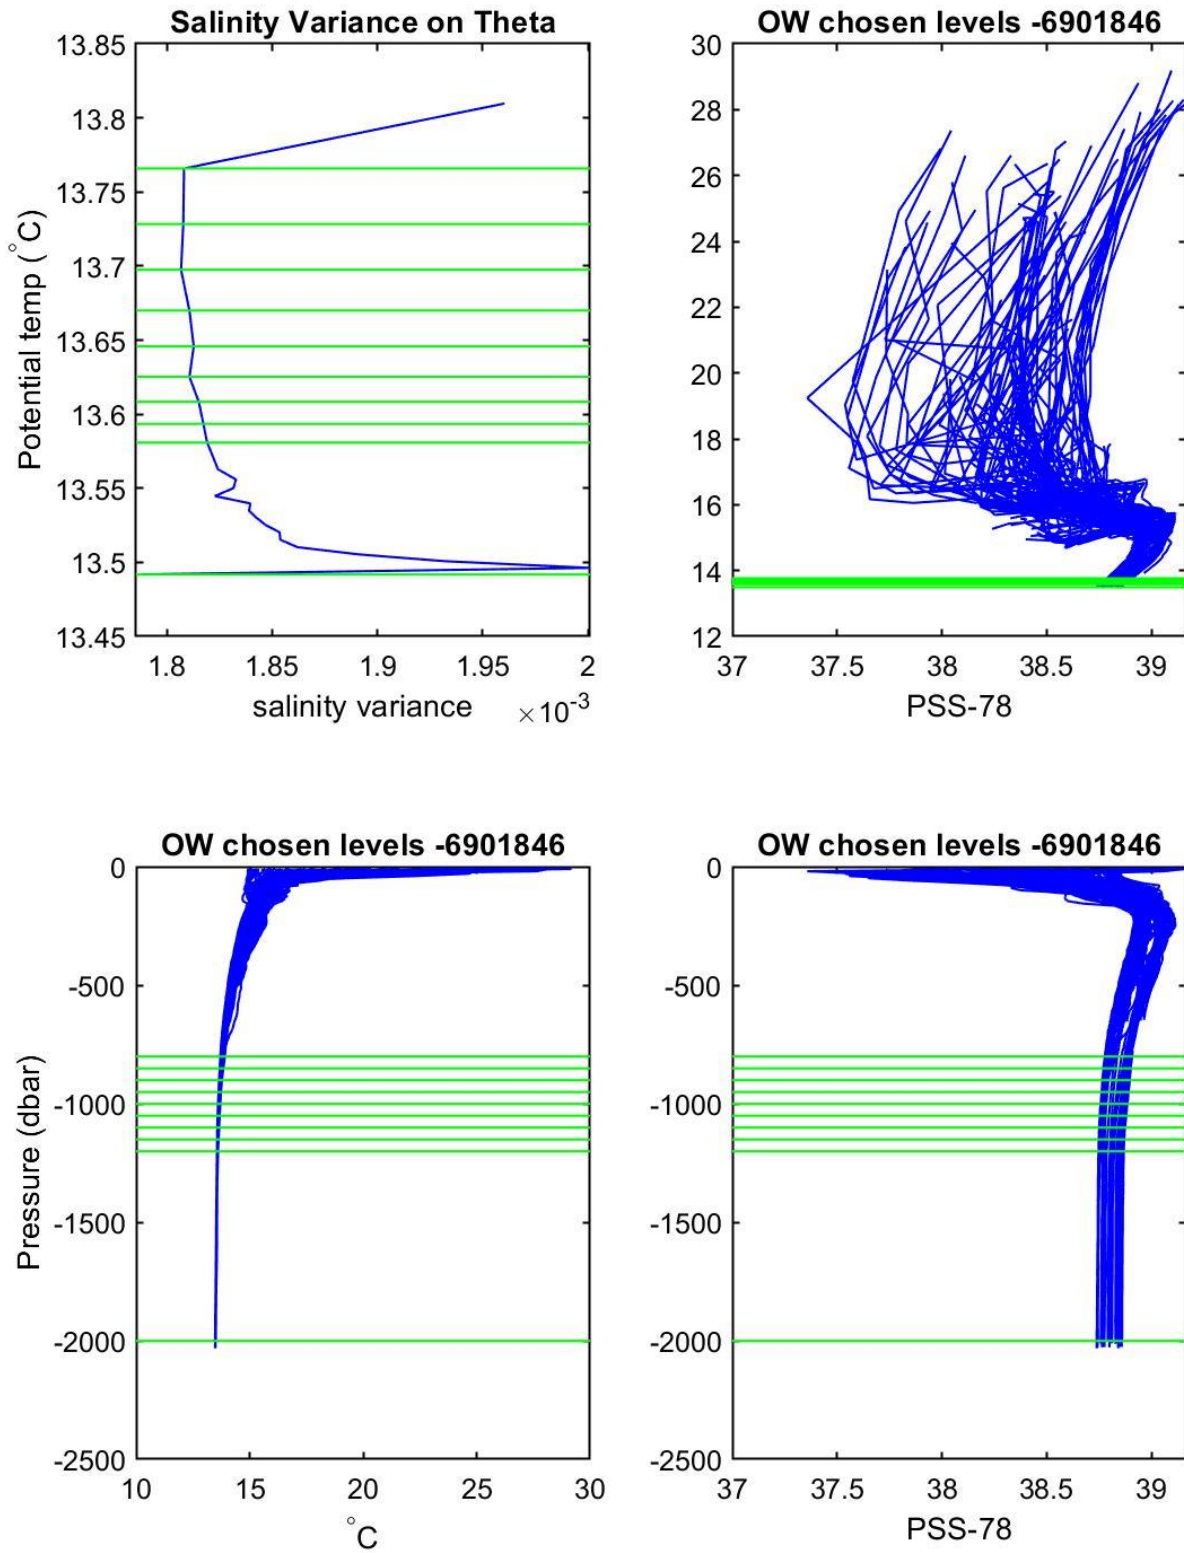 Salinity Variance on Theta
13.85
13.8
13.75
13.7
13.65
13.6
13.55
13.5
13.45
Potential temp (°C)
1.8 1.85 1.9 1.95 2
salinity variance ×10-3
OW chosen levels -6901846
30
28
26
24
22
20
18
16
14
12
37 37.5 38 38.5 39
PSS-78
OW chosen levels -6901846
0
-500
-1000
-1500
-2000
-2500
Pressure (dbar)
10 15 20 25 30
°C
OW chosen levels -6901846
0
-500
-1000
-1500
-2000
-2500
37 37.5 38 38.5 39
PSS-78